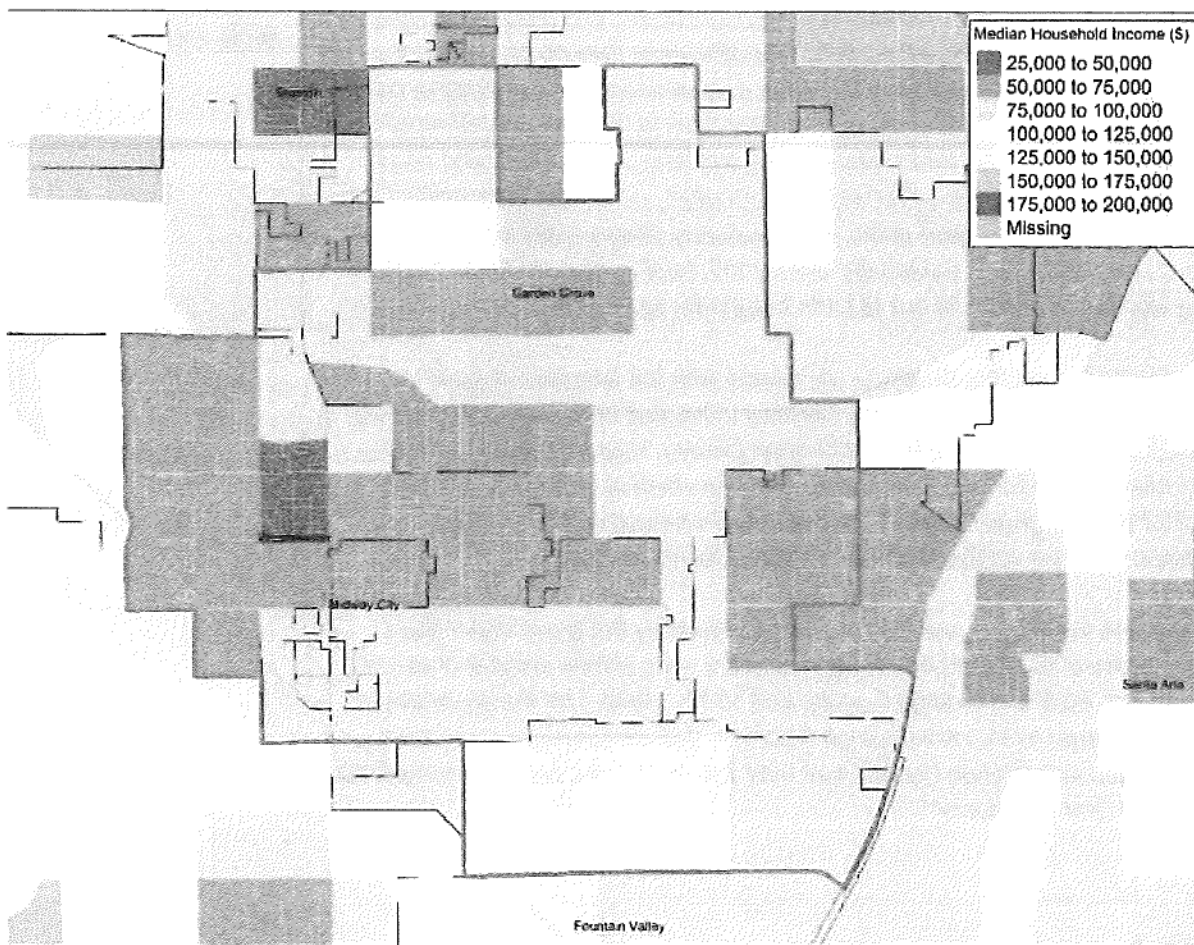 Median Household Income ($)
25,000 to 50,000
50,000 to 75,000
75,000 to 100,000
100,000 to 125,000
125,000 to 150,000
150,000 to 175,000
175,000 to 200,000
Missing
Stanton
Garden Grove
Midway City
Santa Ana
Fountain Valley